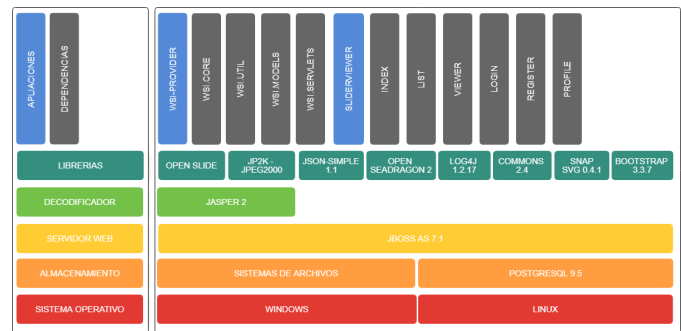 APLIACIONES
DEPENDENCIAS
WSI-PROVIDER
WSI.CORE
WSI.UTIL
WSI.MODELS
WSI.SERVLETS
SLIDERVIEWER
INDEX
LIST
VIEWER
LOGIN
REGISTER
PROFILE
LIBRERIAS
OPEN SLIDE
JP2K -
JPEG2000
JSON-SIMPLE
1.1
OPEN
SEADRAGON 2
LOG4J
1.2.17
COMMONS
2.4
SNAP
SVG 0.4.1
BOOTSTRAP
3.3.7
DECODIFICADOR
JASPER 2
SERVIDOR WEB
JBOSS AS 7.1
ALMACENAMIENTO
SISTEMAS DE ARCHIVOS
POSTGRESQL 9.5
SISTEMA OPERATIVO
WINDOWS
LINUX